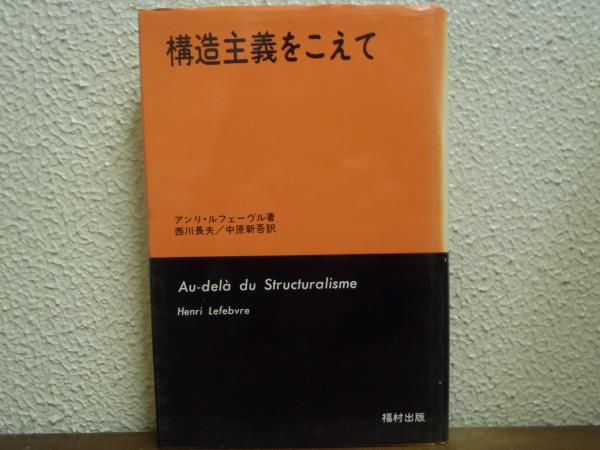 構造主義をこえて
アンリ・ルフェーヴル著
西川長夫／中原新吾訳
Au-delà du Structuralisme
Henri Lefebvre
福村出版